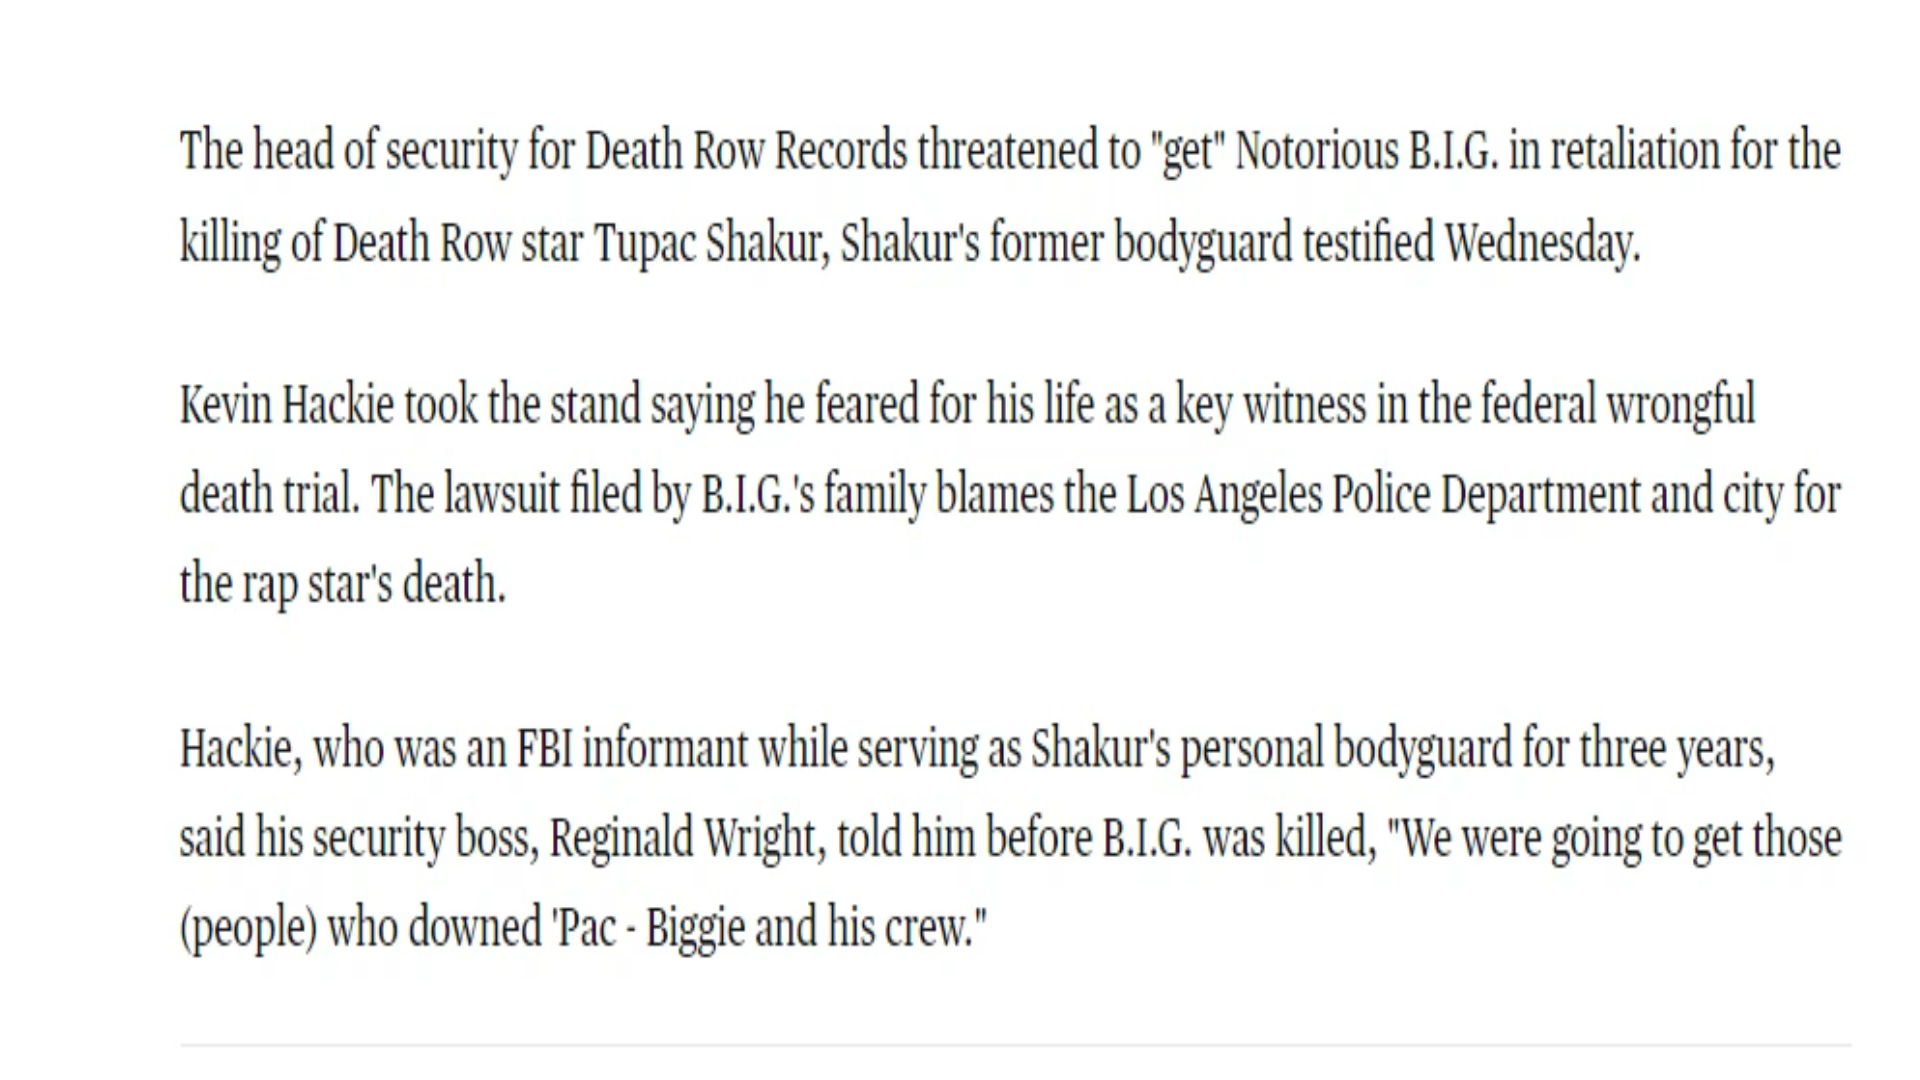 The head of security for Death Row Records threatened to "get" Notorious B.I.G. in retaliation for the
killing of Death Row star Tupac Shakur, Shakur's former bodyguard testified Wednesday.
Kevin Hackie took the stand saying he feared for his life as a key witness in the federal wrongful
death trial. The lawsuit filed by B.I.G.'s family blames the Los Angeles Police Department and city for
the rap star's death.
Hackie, who was an FBI informant while serving as Shakur's personal bodyguard for three years,
said his security boss, Reginald Wright, told him before B.I.G. was killed, "We were going to get those
(people) who downed 'Pac - Biggie and his crew."